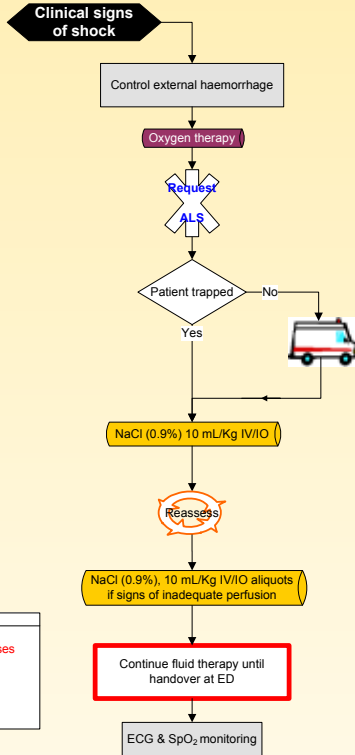 Clinical signs
of shock
Control external haemorrhage
Oxygen therapy
Request
ALS
Patient trapped
No
Yes
NaCl (0.9%) 10 mL/Kg IV/IO
Reassess
NaCl (0.9%), 10 mL/Kg IV/IO aliquots
if signs of inadequate perfusion
Continue fluid therapy until
handover at ED
ECG & SpO₂ monitoring